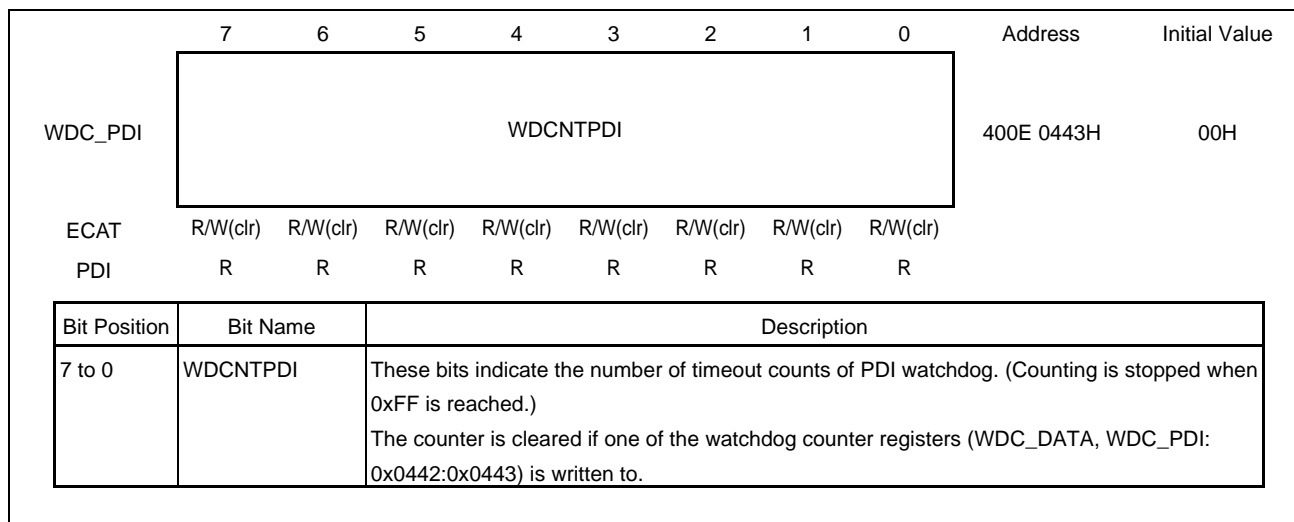 7 6 5 4 3 2 1 0 Address Initial Value
WDC_PDI WDCNTPDI 400E 0443H 00H
ECAT R/W(clr) R/W(clr) R/W(clr) R/W(clr) R/W(clr) R/W(clr) R/W(clr) R/W(clr)
PDI R R R R R R R R
Bit Position Bit Name Description
7 to 0 WDCNTPDI These bits indicate the number of timeout counts of PDI watchdog. (Counting is stopped when
0xFF is reached.)
The counter is cleared if one of the watchdog counter registers (WDC_DATA, WDC_PDI:
0x0442:0x0443) is written to.